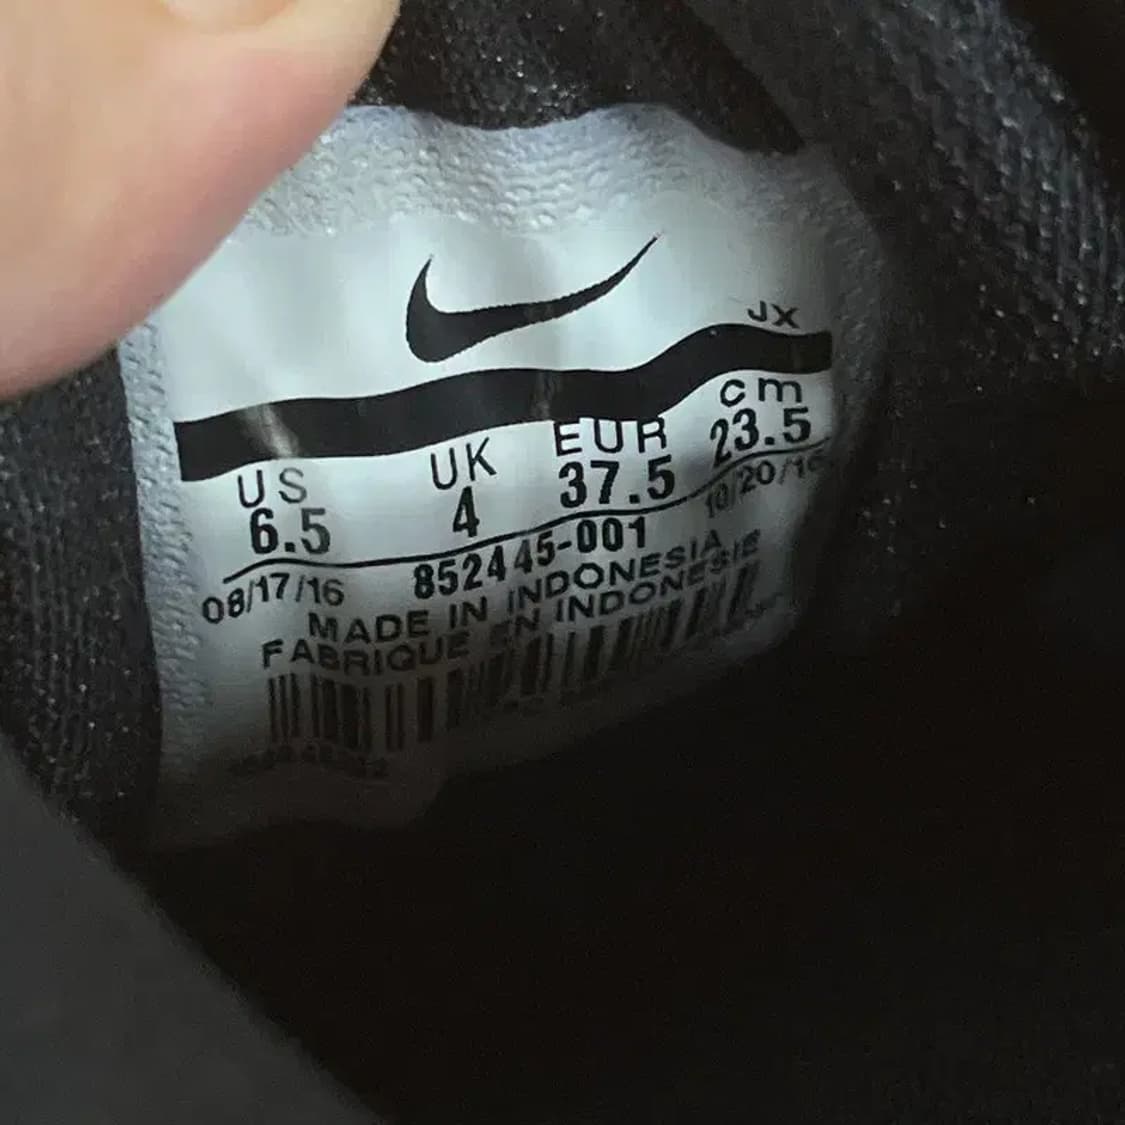 JX
US UK EUR cm
6.5 4 37.5 23.5
08/17/16 852445-001 10/20/16
MADE IN INDONESIA
FABRIQUE EN INDONESIE